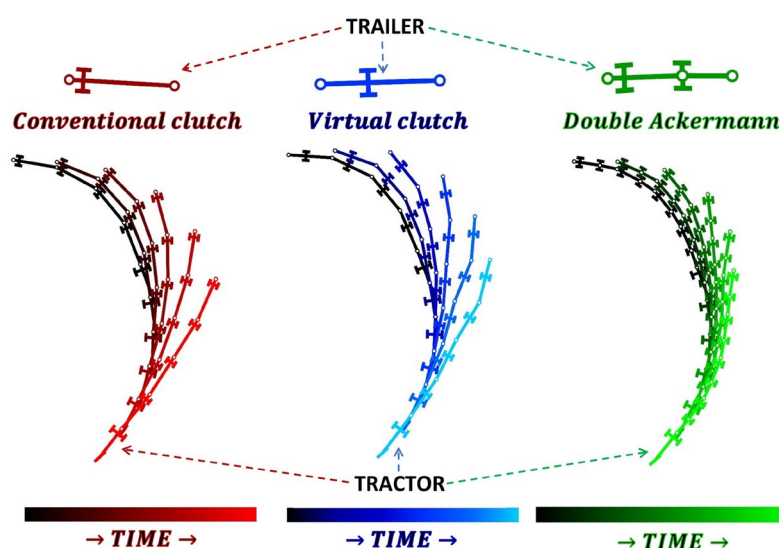 TRAILER
Conventional clutch
Virtual clutch
Double Ackermann
TRACTOR
→ TIME →
→ TIME →
→ TIME →